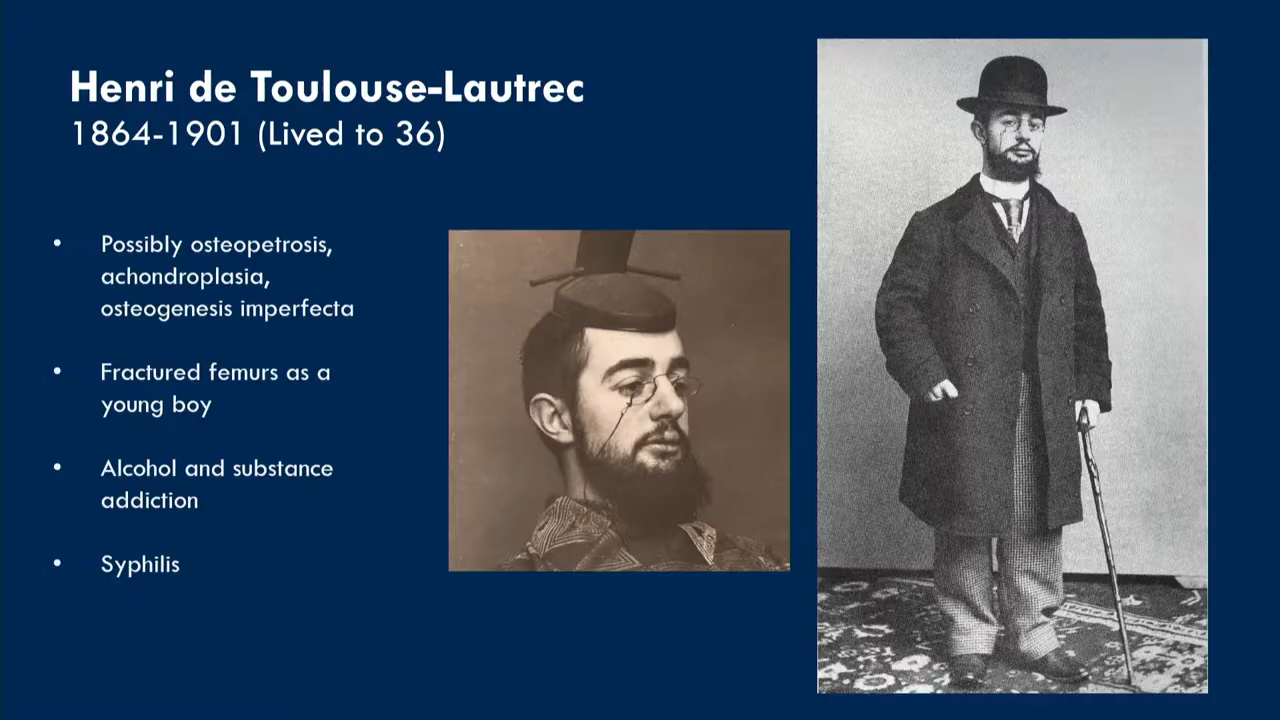 Henri de Toulouse-Lautrec
1864-1901 (Lived to 36)
• Possibly osteopetrosis,
achondroplasia,
osteogenesis imperfecta
• Fractured femurs as a
young boy
• Alcohol and substance
addiction
• Syphilis